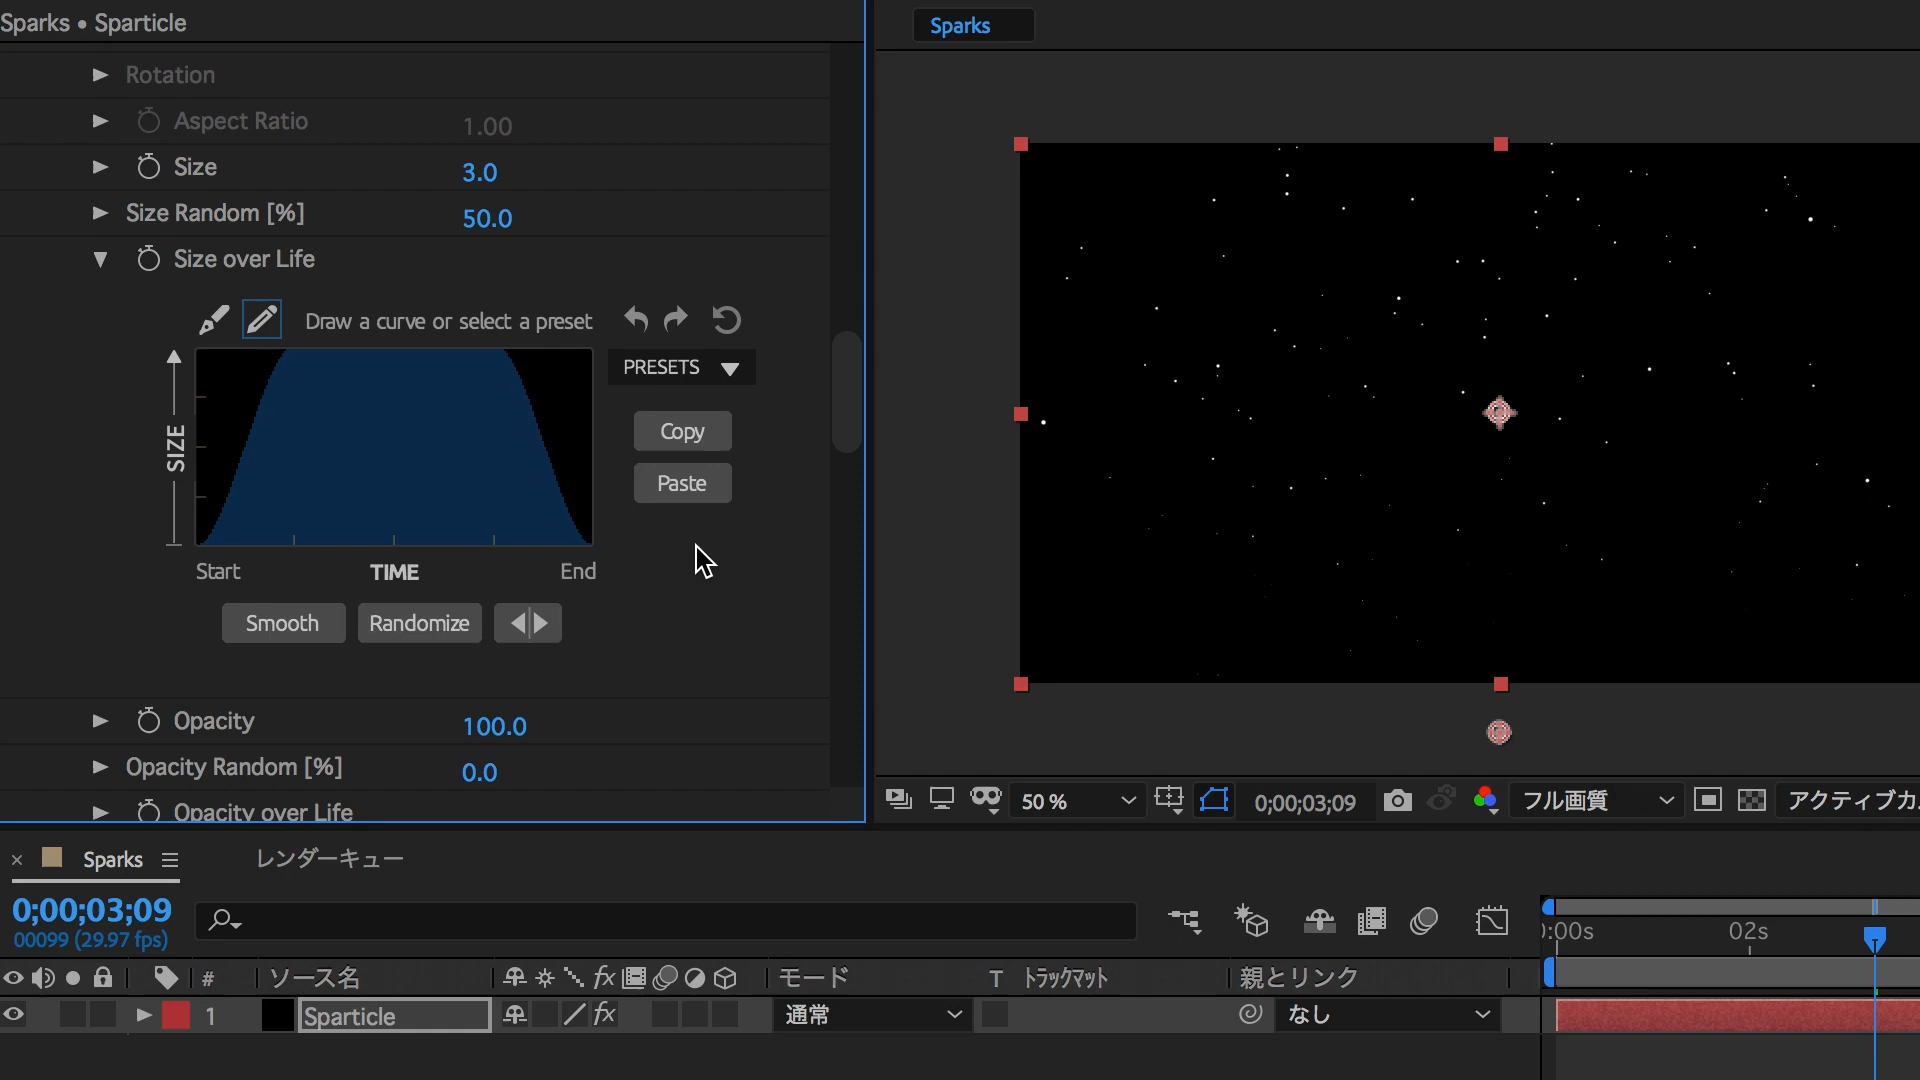 Sparks • Sparticle
Rotation
Aspect Ratio 1.00
Size 3.0
Size Random [%] 50.0
Size over Life
Draw a curve or select a preset
PRESETS
Copy
Paste
SIZE
Start TIME End
Smooth Randomize
Opacity 100.0
Opacity Random [%] 0.0
Opacity over Life
Sparks
50 % 0;00;03;09 フル画質 アクティブカ
Sparks レンダーキュー
0;00;03;09
00099 (29.97 fps)
0:00s 02s
# ソース名 fx モード T トラックマット 親とリンク
1 Sparticle fx 通常 なし